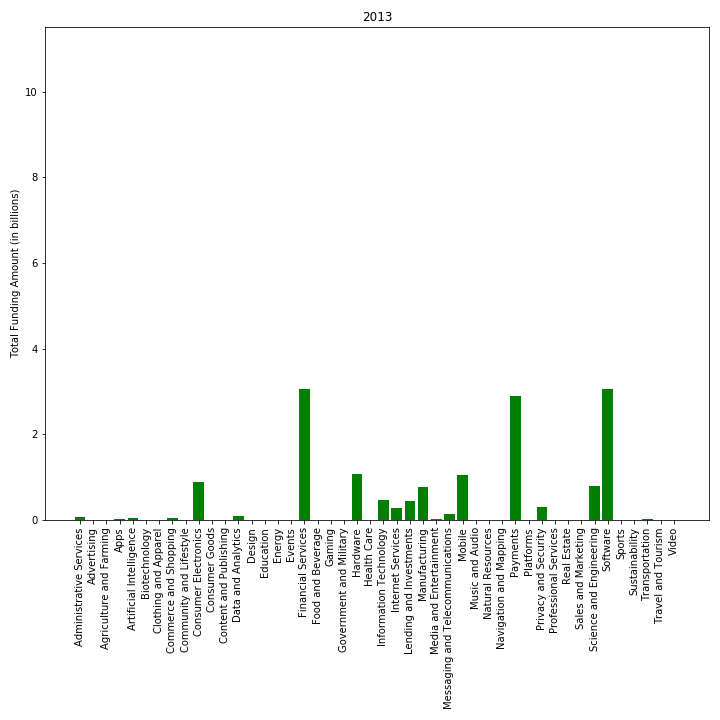 2013
Total Funding Amount (in billions)
10
8
6
4
2
0
Administrative Services
Advertising
Agriculture and Farming
Apps
Artificial Intelligence
Biotechnology
Clothing and Apparel
Commerce and Shopping
Community and Lifestyle
Consumer Electronics
Consumer Goods
Content and Publishing
Data and Analytics
Design
Education
Energy
Events
Financial Services
Food and Beverage
Gaming
Government and Military
Hardware
Health Care
Information Technology
Internet Services
Lending and Investments
Manufacturing
Media and Entertainment
Messaging and Telecommunications
Mobile
Music and Audio
Natural Resources
Navigation and Mapping
Payments
Platforms
Privacy and Security
Professional Services
Real Estate
Sales and Marketing
Science and Engineering
Software
Sports
Sustainability
Transportation
Travel and Tourism
Video